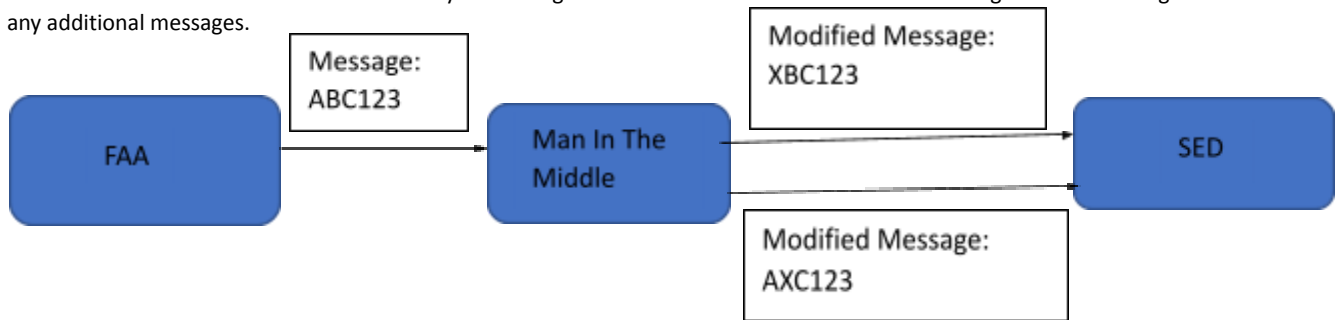 any additional messages.
Message:
ABC123
Modified Message:
XBC123
FAA
Man In The
Middle
SED
Modified Message:
AXC123